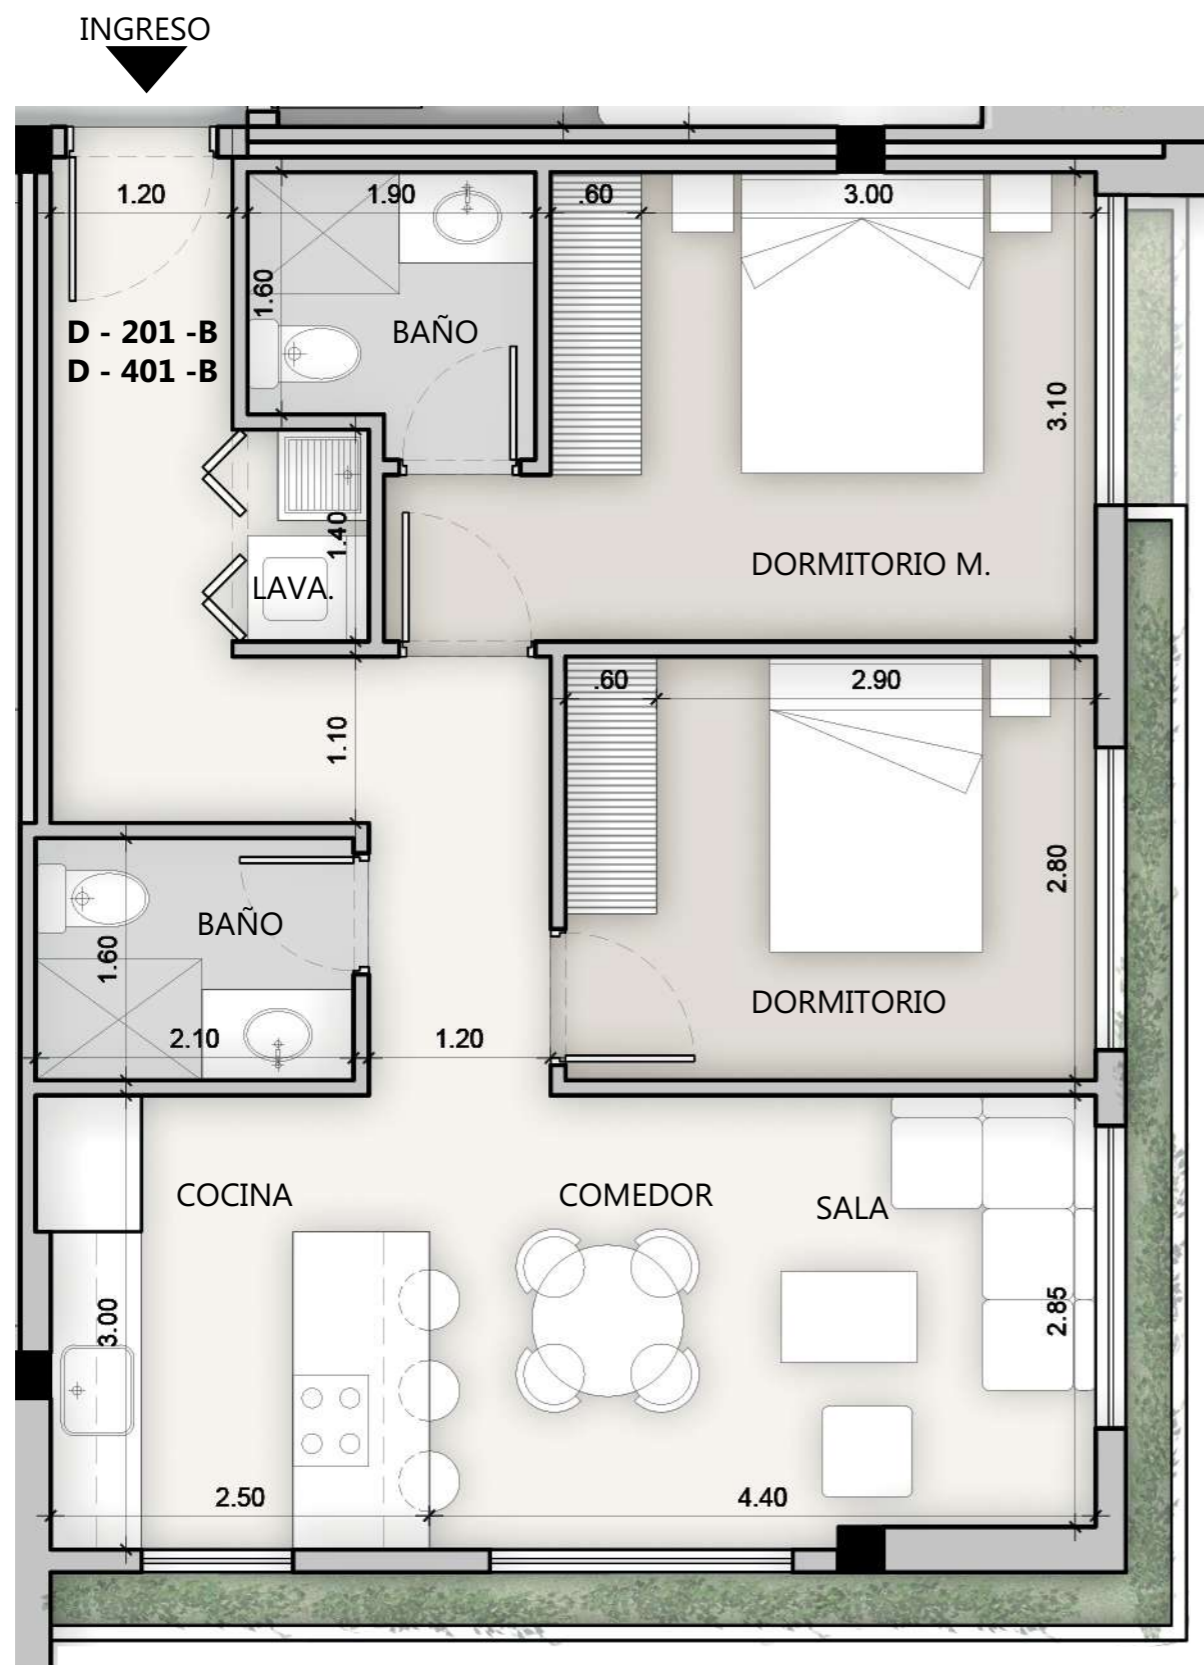 INGRESO
1.20
1.90
.60
3.00
1.60
D - 201 -B
D - 401 -B
BAÑO
3.10
1.40
LAVA.
DORMITORIO M.
.60
2.90
1.10
2.80
BAÑO
1.60
DORMITORIO
2.10
1.20
COCINA
COMEDOR
SALA
3.00
2.85
2.50
4.40